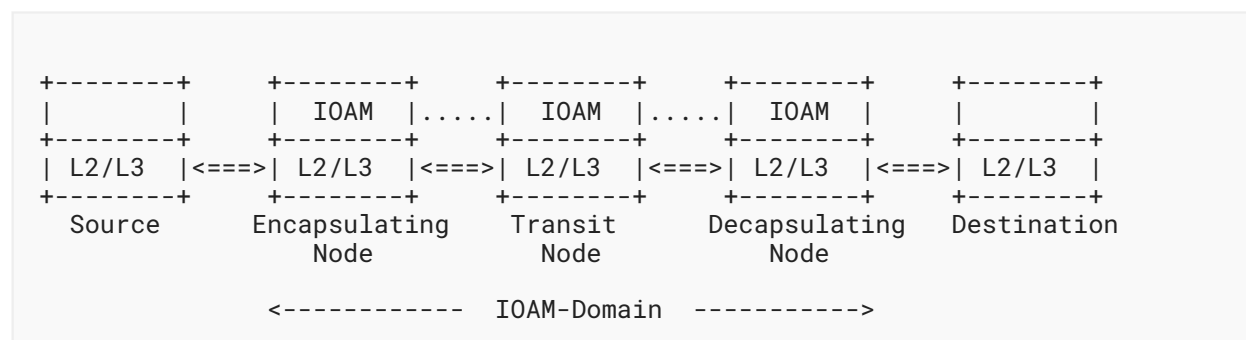 +--------+     +--------+     +--------+     +--------+     +--------+
|        |     |  IOAM  |.....|  IOAM  |.....|  IOAM  |     |        |
+--------+     +--------+     +--------+     +--------+     +--------+
| L2/L3  |<===>| L2/L3  |<===>| L2/L3  |<===>| L2/L3  |<===>| L2/L3  |
+--------+     +--------+     +--------+     +--------+     +--------+
  Source      Encapsulating    Transit      Decapsulating   Destination
                  Node           Node            Node

               <------------  IOAM-Domain  ----------->